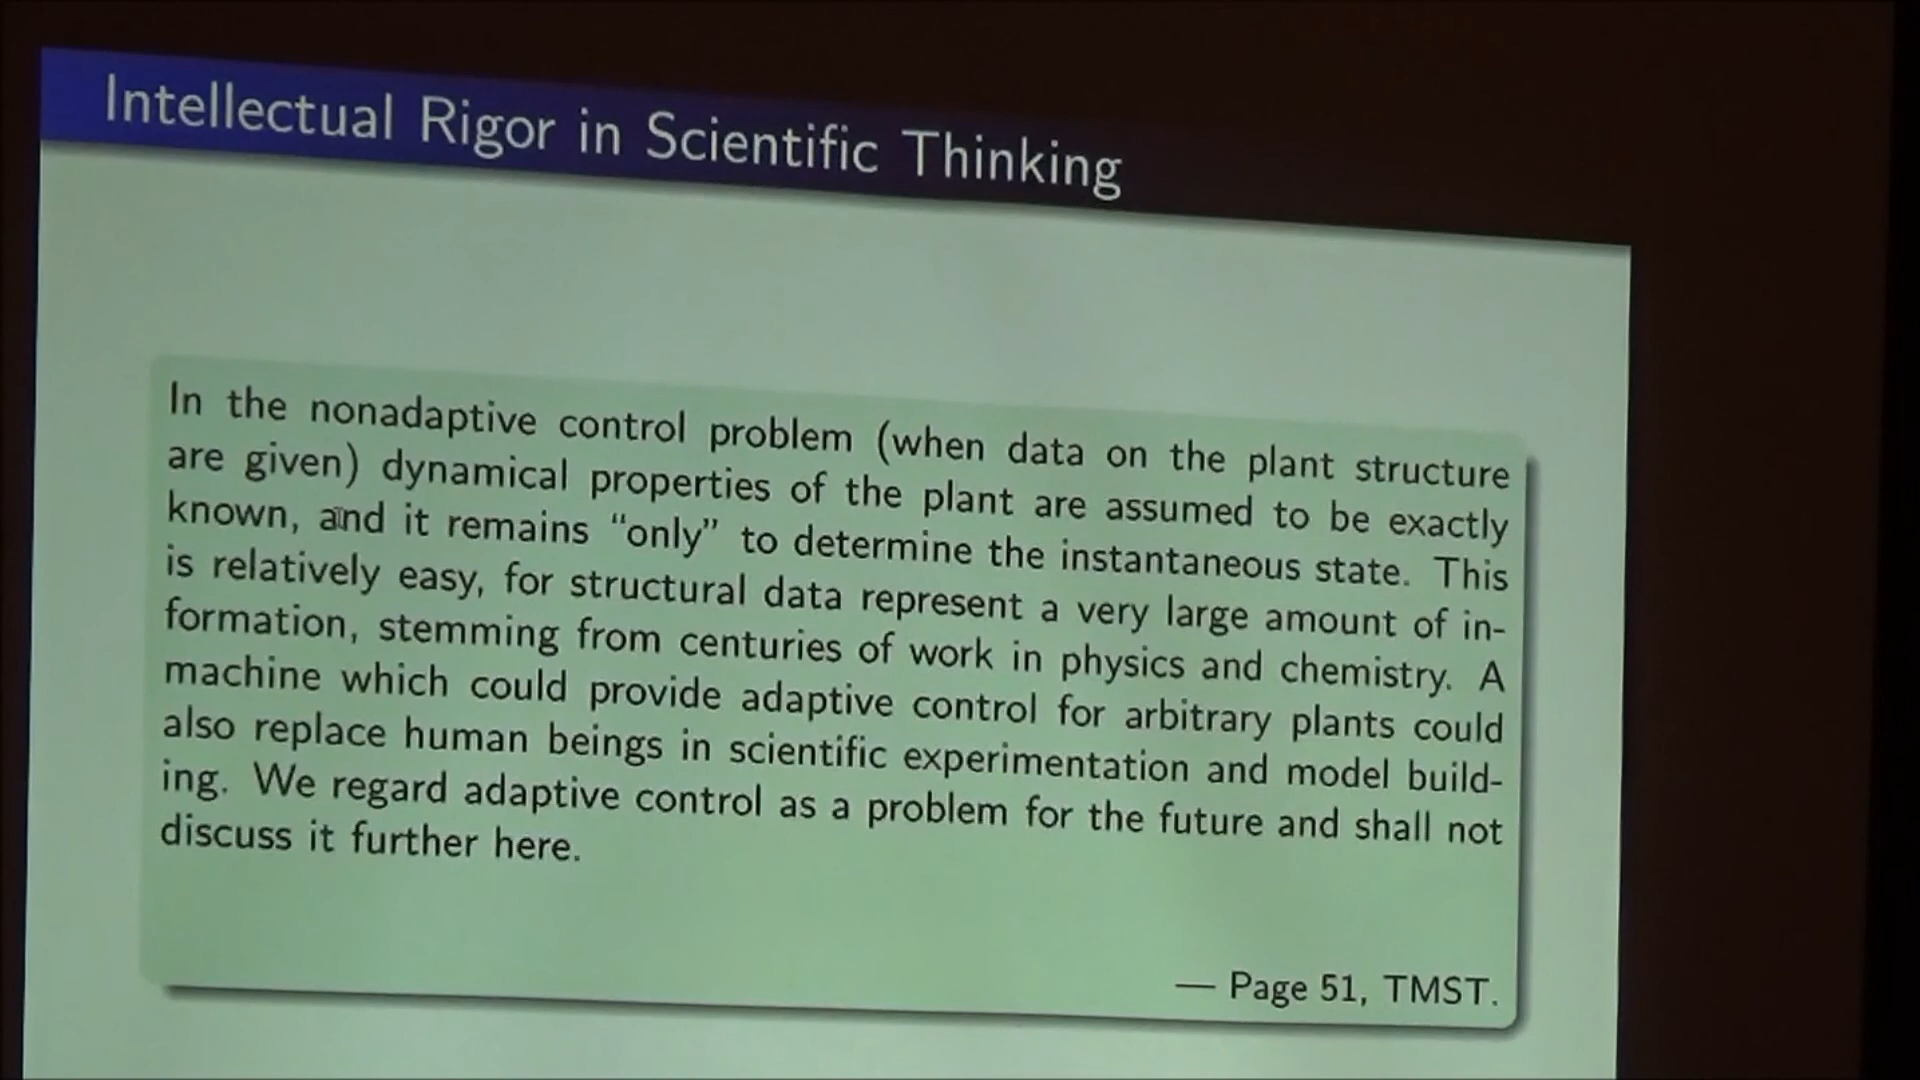 Intellectual Rigor in Scientific Thinking
In the nonadaptive control problem (when data on the plant structure
are given) dynamical properties of the plant are assumed to be exactly
known, and it remains “only” to determine the instantaneous state. This
is relatively easy, for structural data represent a very large amount of in-
formation, stemming from centuries of work in physics and chemistry. A
machine which could provide adaptive control for arbitrary plants could
also replace human beings in scientific experimentation and model build-
ing. We regard adaptive control as a problem for the future and shall not
discuss it further here.
— Page 51, TMST.